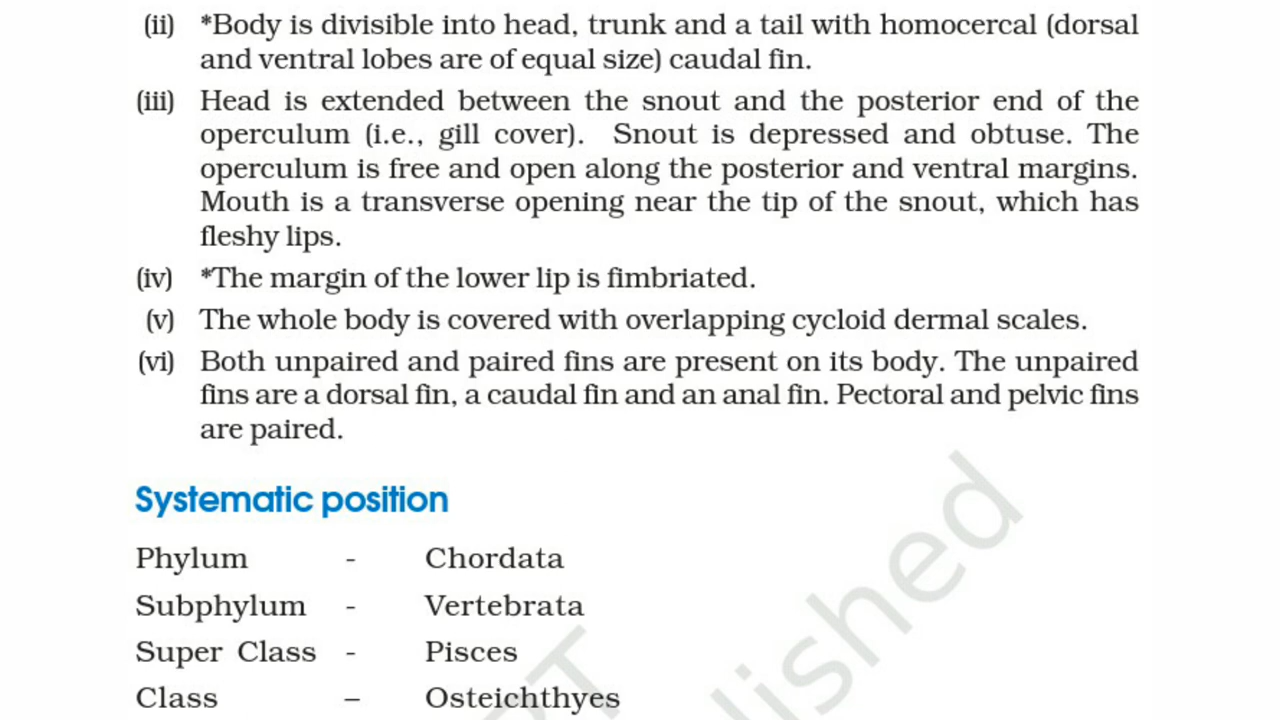 (ii) *Body is divisible into head, trunk and a tail with homocercal (dorsal
and ventral lobes are of equal size) caudal fin.
(iii) Head is extended between the snout and the posterior end of the
operculum (i.e., gill cover). Snout is depressed and obtuse. The
operculum is free and open along the posterior and ventral margins.
Mouth is a transverse opening near the tip of the snout, which has
fleshy lips.
(iv) *The margin of the lower lip is fimbriated.
(v) The whole body is covered with overlapping cycloid dermal scales.
(vi) Both unpaired and paired fins are present on its body. The unpaired
fins are a dorsal fin, a caudal fin and an anal fin. Pectoral and pelvic fins
are paired.
Systematic position
Phylum - Chordata
Subphylum - Vertebrata
Super Class - Pisces
Class – Osteichthyes